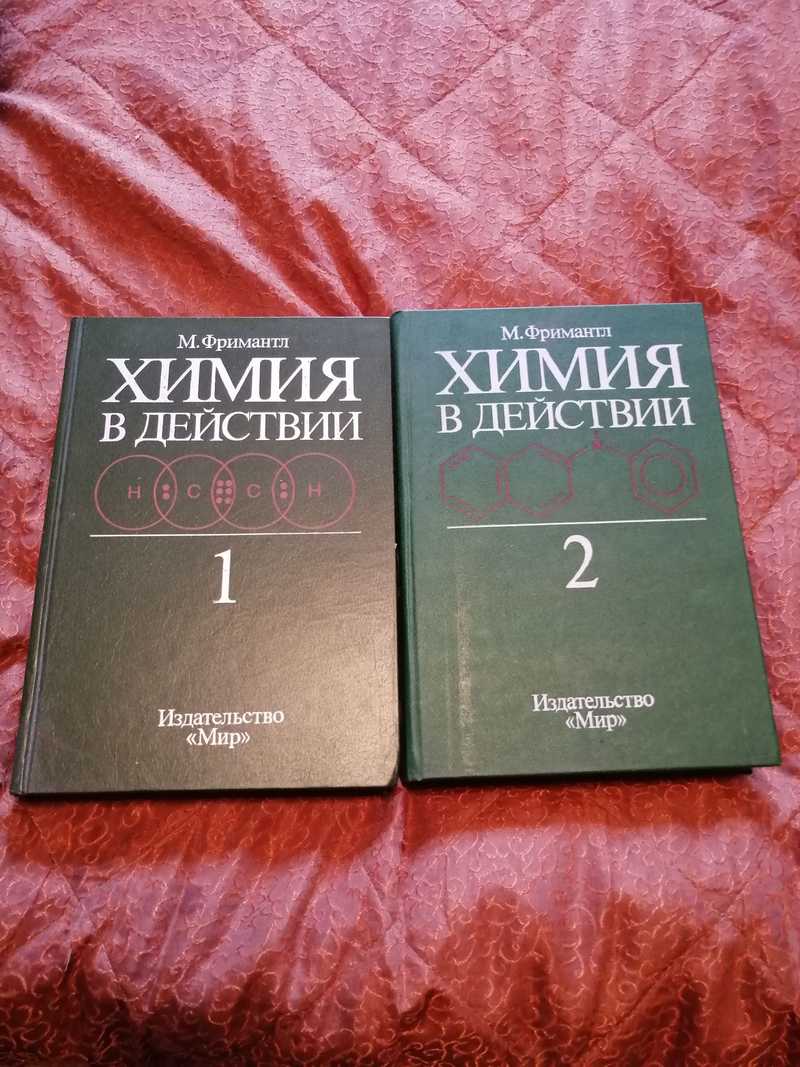 М. Фримантл
ХИМИЯ
В ДЕЙСТВИИ
Н С С Н
1
Издательство
«Мир»
М. Фримантл
ХИМИЯ
В ДЕЙСТВИИ
2
Издательство
«Мир»